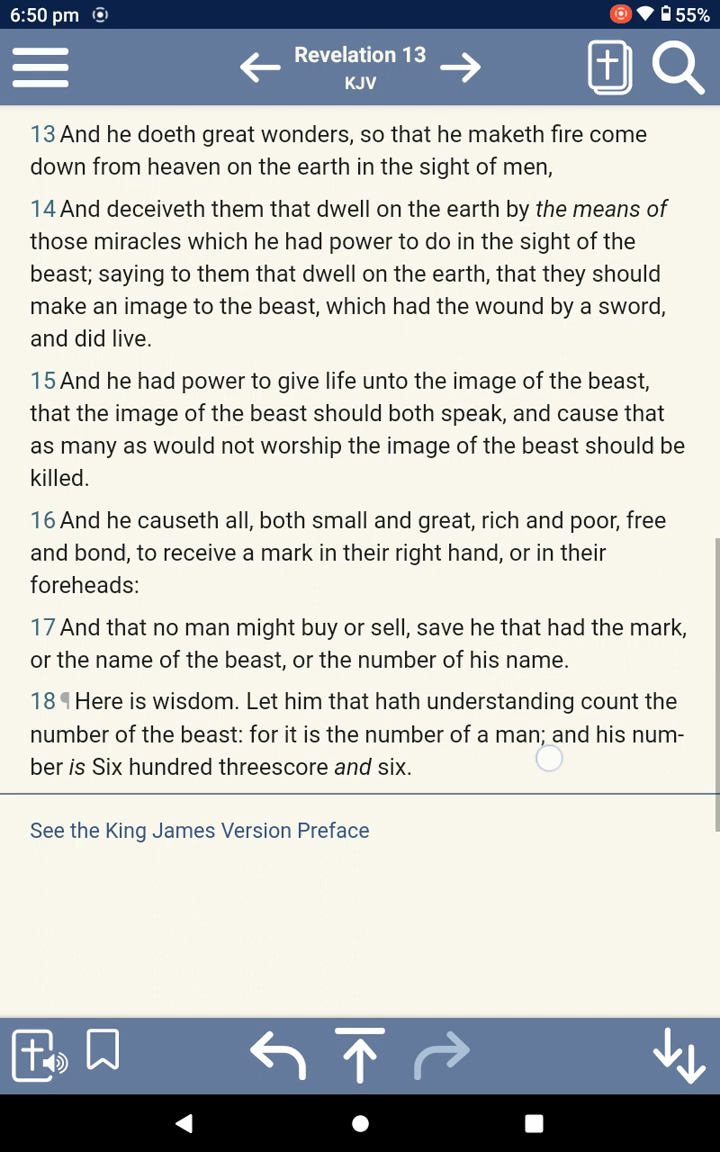 6:50 pm 55%
Revelation 13
KJV
13 And he doeth great wonders, so that he maketh fire come
down from heaven on the earth in the sight of men,
14 And deceiveth them that dwell on the earth by the means of
those miracles which he had power to do in the sight of the
beast; saying to them that dwell on the earth, that they should
make an image to the beast, which had the wound by a sword,
and did live.
15 And he had power to give life unto the image of the beast,
that the image of the beast should both speak, and cause that
as many as would not worship the image of the beast should be
killed.
16 And he causeth all, both small and great, rich and poor, free
and bond, to receive a mark in their right hand, or in their
foreheads:
17 And that no man might buy or sell, save he that had the mark,
or the name of the beast, or the number of his name.
18 ¶ Here is wisdom. Let him that hath understanding count the
number of the beast: for it is the number of a man; and his num-
ber is Six hundred threescore and six.
See the King James Version Preface